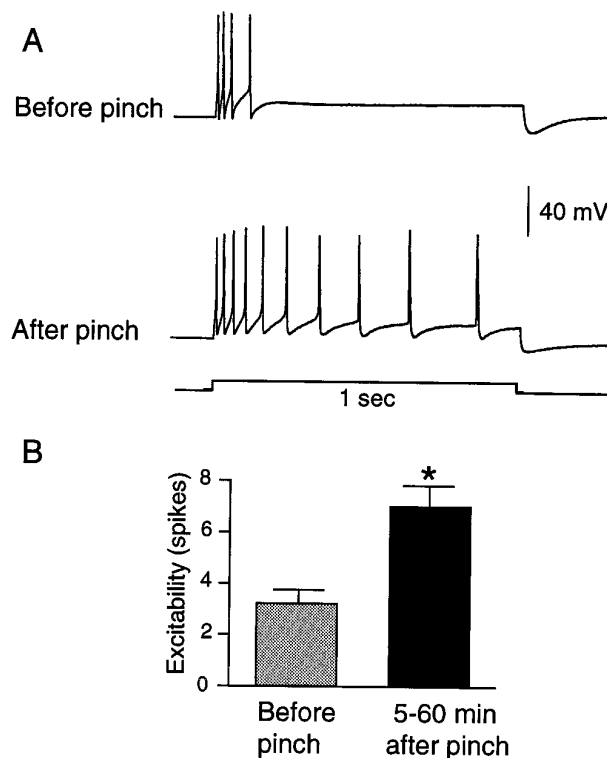 A
Before pinch
40 mV
After pinch
1 sec
B
Excitability (spikes)
8
6
4
2
0
*
Before
pinch
5-60 min
after pinch